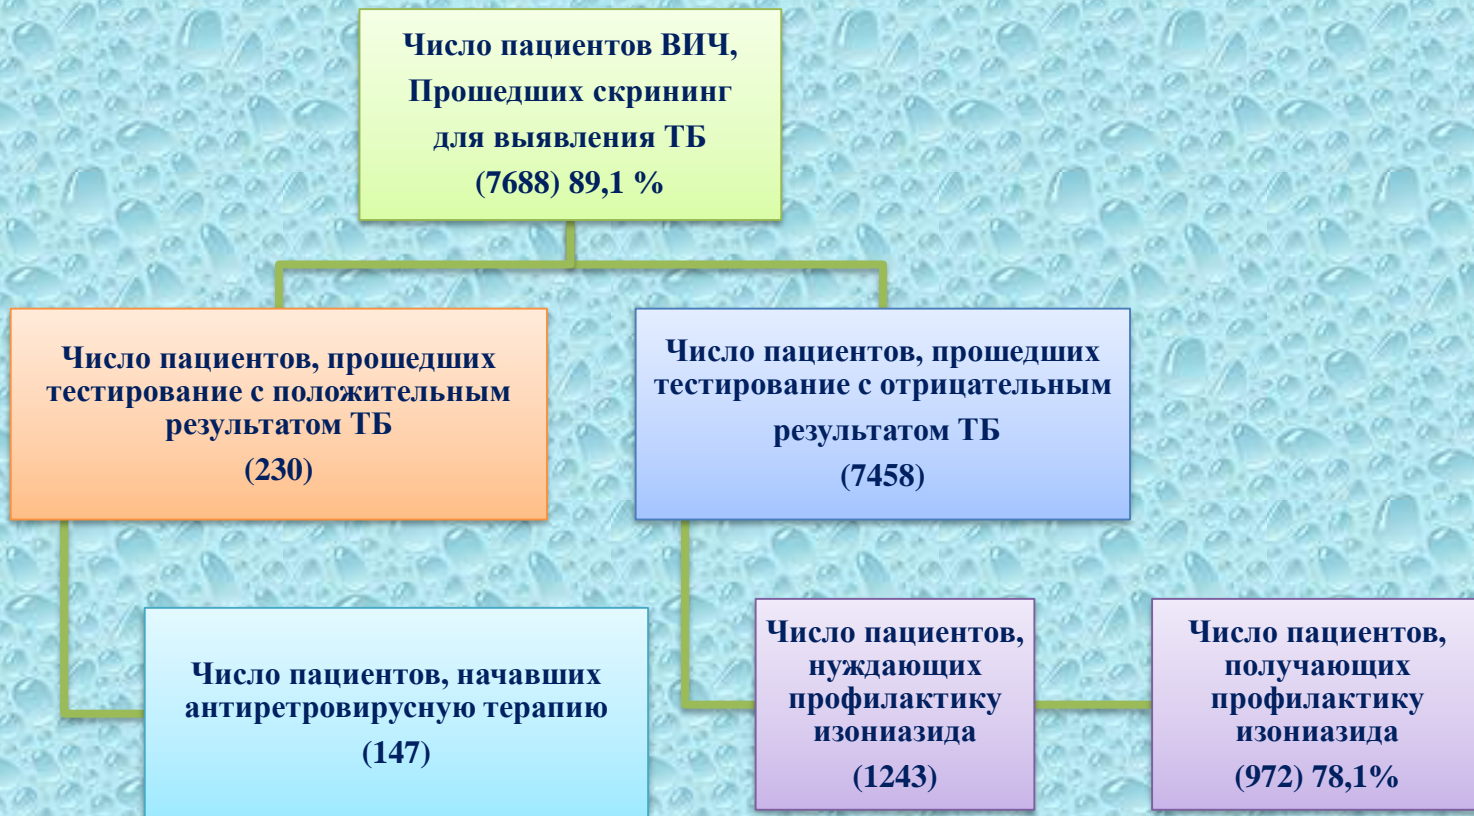 Число пациентов ВИЧ,
Прошедших скрининг
для выявления ТБ
(7688) 89,1 %
Число пациентов, прошедших
тестирование с положительным
результатом ТБ
(230)
Число пациентов, прошедших
тестирование с отрицательным
результатом ТБ
(7458)
Число пациентов, начавших
антиретровирусную терапию
(147)
Число пациентов,
нуждающих
профилактику
изониазида
(1243)
Число пациентов,
получающих
профилактику
изониазида
(972) 78,1%